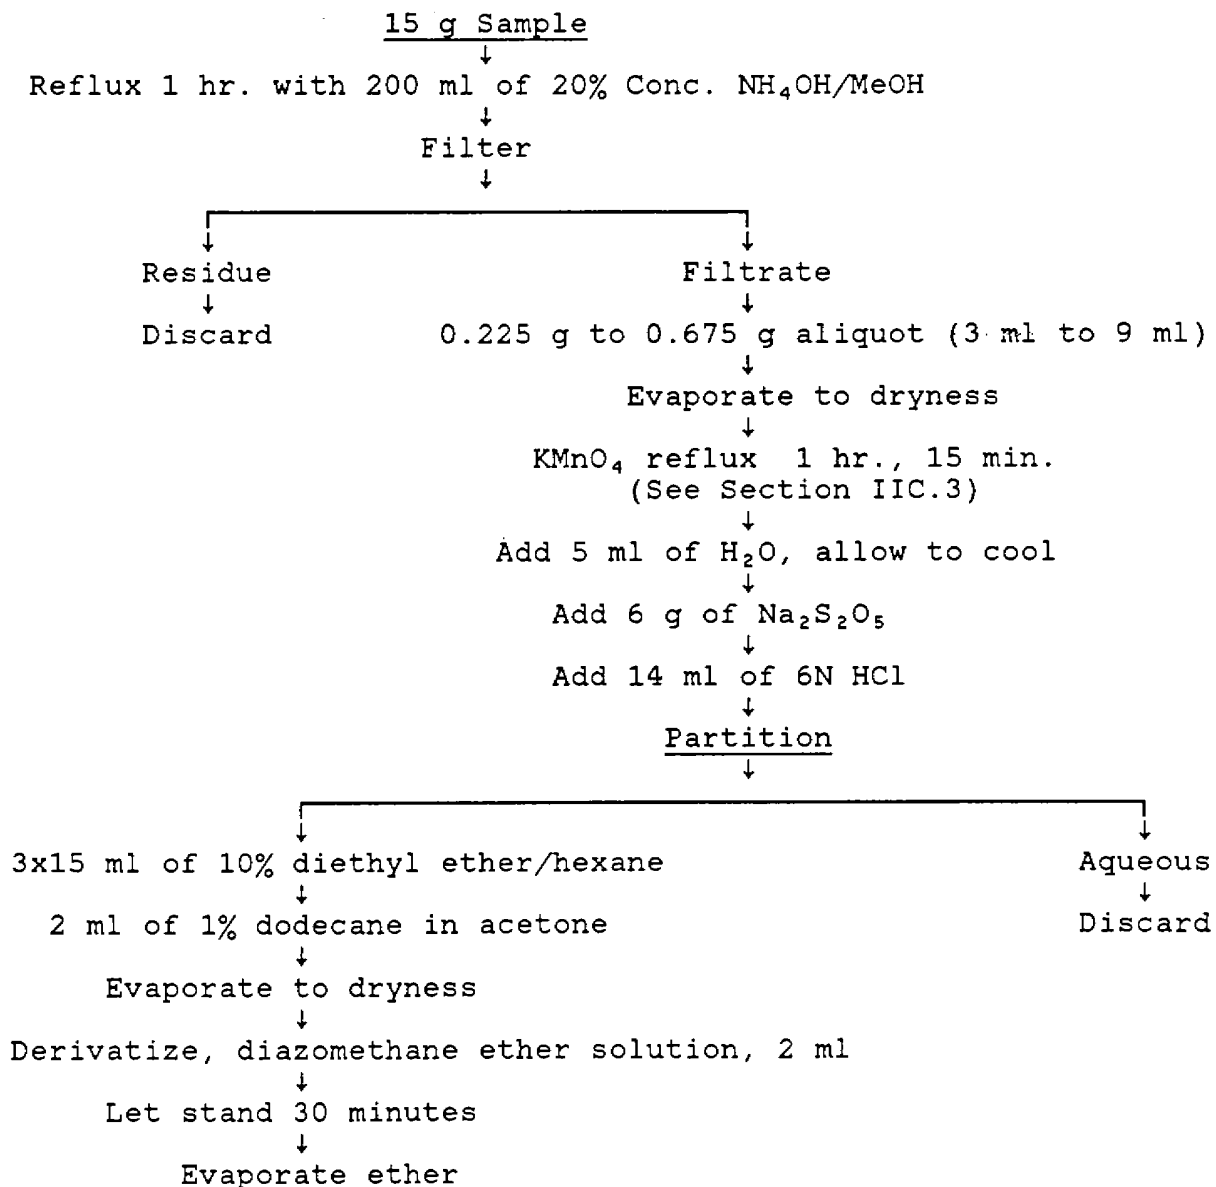 15 g Sample
Reflux 1 hr. with 200 ml of 20% Conc. NH₄OH/MeOH
Filter
Residue
Filtrate
Discard
0.225 g to 0.675 g aliquot (3 ml to 9 ml)
Evaporate to dryness
KMnO₄ reflux 1 hr., 15 min.
(See Section IIC.3)
Add 5 ml of H₂O, allow to cool
Add 6 g of Na₂S₂O₅
Add 14 ml of 6N HCl
Partition
3x15 ml of 10% diethyl ether/hexane
Aqueous
2 ml of 1% dodecane in acetone
Discard
Evaporate to dryness
Derivatize, diazomethane ether solution, 2 ml
Let stand 30 minutes
Evaporate ether